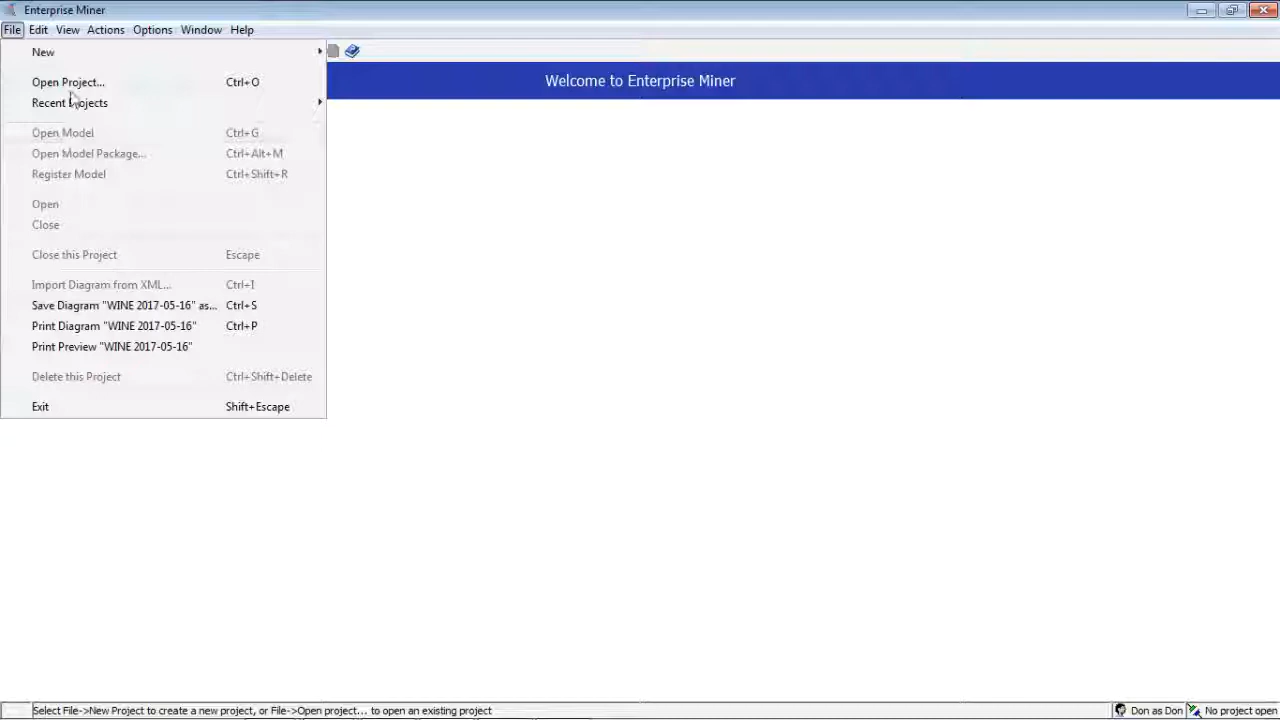 Enterprise Miner
File Edit View Actions Options Window Help
New
Welcome to Enterprise Miner
Open Project... Ctrl+O
Recent Projects
Open Model Ctrl+G
Open Model Package... Ctrl+Alt+M
Register Model Ctrl+Shift+R
Open
Close
Close this Project Escape
Import Diagram from XML... Ctrl+I
Save Diagram "WINE 2017-05-16" as... Ctrl+S
Print Diagram "WINE 2017-05-16" Ctrl+P
Print Preview "WINE 2017-05-16"
Delete this Project Ctrl+Shift+Delete
Exit Shift+Escape
Select File->New Project to create a new project, or File->Open project... to open an existing project Don as Don No project open